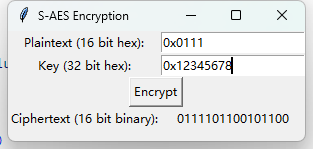 S-AES Encryption
Plaintext (16 bit hex): 0x0111
Key (32 bit hex): 0x12345678
Encrypt
Ciphertext (16 bit binary): 0111101100101100